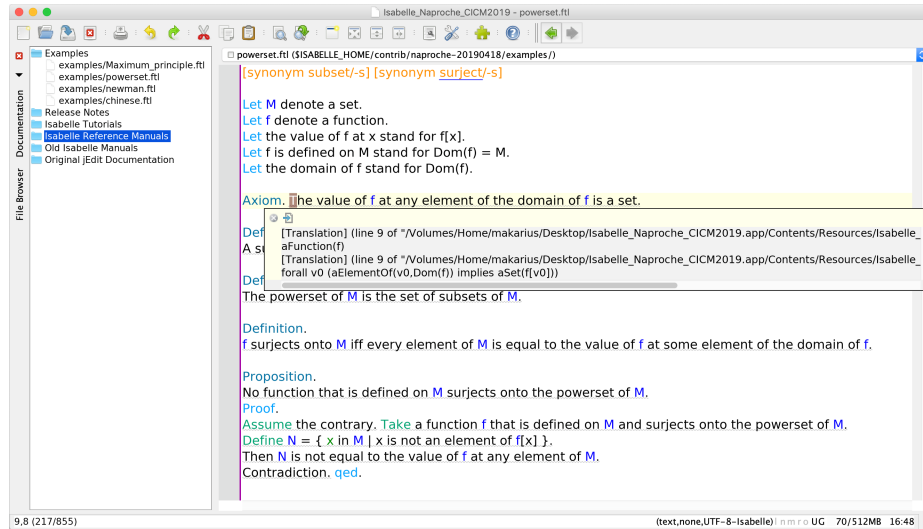 Isabelle_Naproche_CICM2019 - powerset.ftl
Examples
examples/Maximum_principle.ftl
examples/powerset.ftl
examples/newman.ftl
examples/chinese.ftl
Release Notes
Isabelle Tutorials
Isabelle Reference Manuals
Old Isabelle Manuals
Original jEdit Documentation
Documentation
File Browser
powerset.ftl ($ISABELLE_HOME/contrib/naproche-20190418/examples/)
[synonym subset/-s] [synonym surject/-s]
Let M denote a set.
Let f denote a function.
Let the value of f at x stand for f[x].
Let f is defined on M stand for Dom(f) = M.
Let the domain of f stand for Dom(f).
Axiom. The value of f at any element of the domain of f is a set.
Def
A su
[Translation] (line 9 of "/Volumes/Home/makarius/Desktop/Isabelle_Naproche_CICM2019.app/Contents/Resources/Isabelle_
aFunction(f)
[Translation] (line 9 of "/Volumes/Home/makarius/Desktop/Isabelle_Naproche_CICM2019.app/Contents/Resources/Isabelle_
forall v0 (aElementOf(v0,Dom(f)) implies aSet(f[v0]))
Def
The powerset of M is the set of subsets of M.
Definition.
f surjects onto M iff every element of M is equal to the value of f at some element of the domain of f.
Proposition.
No function that is defined on M surjects onto the powerset of M.
Proof.
Assume the contrary. Take a function f that is defined on M and surjects onto the powerset of M.
Define N = { x in M | x is not an element of f[x] }.
Then N is not equal to the value of f at any element of M.
Contradiction. qed.
9,8 (217/855)
(text,none,UTF-8-Isabelle) l n m r o UG 70/512MB 16:48